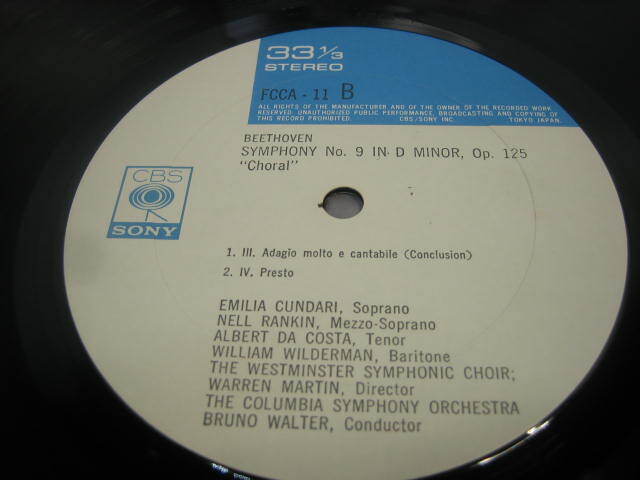 33 1/3
STEREO
FCCA - 11 B
ALL RIGHTS OF THE MANUFACTURER AND OF THE OWNER OF THE RECORDED WORK
RESERVED. UNAUTHORIZED PUBLIC PERFORMANCE, BROADCASTING AND COPYING OF
THIS RECORD PROHIBITED. CBS/SONY INC. TOKYO JAPAN.
BEETHOVEN
SYMPHONY No. 9 IN D MINOR, Op. 125
"Choral"
CBS
SONY
1. III. Adagio molto e cantabile (Conclusion)
2. IV. Presto
EMILIA CUNDARI, Soprano
NELL RANKIN, Mezzo-Soprano
ALBERT DA COSTA, Tenor
WILLIAM WILDERMAN, Baritone
THE WESTMINSTER SYMPHONIC CHOIR;
WARREN MARTIN, Director
THE COLUMBIA SYMPHONY ORCHESTRA
BRUNO WALTER, Conductor